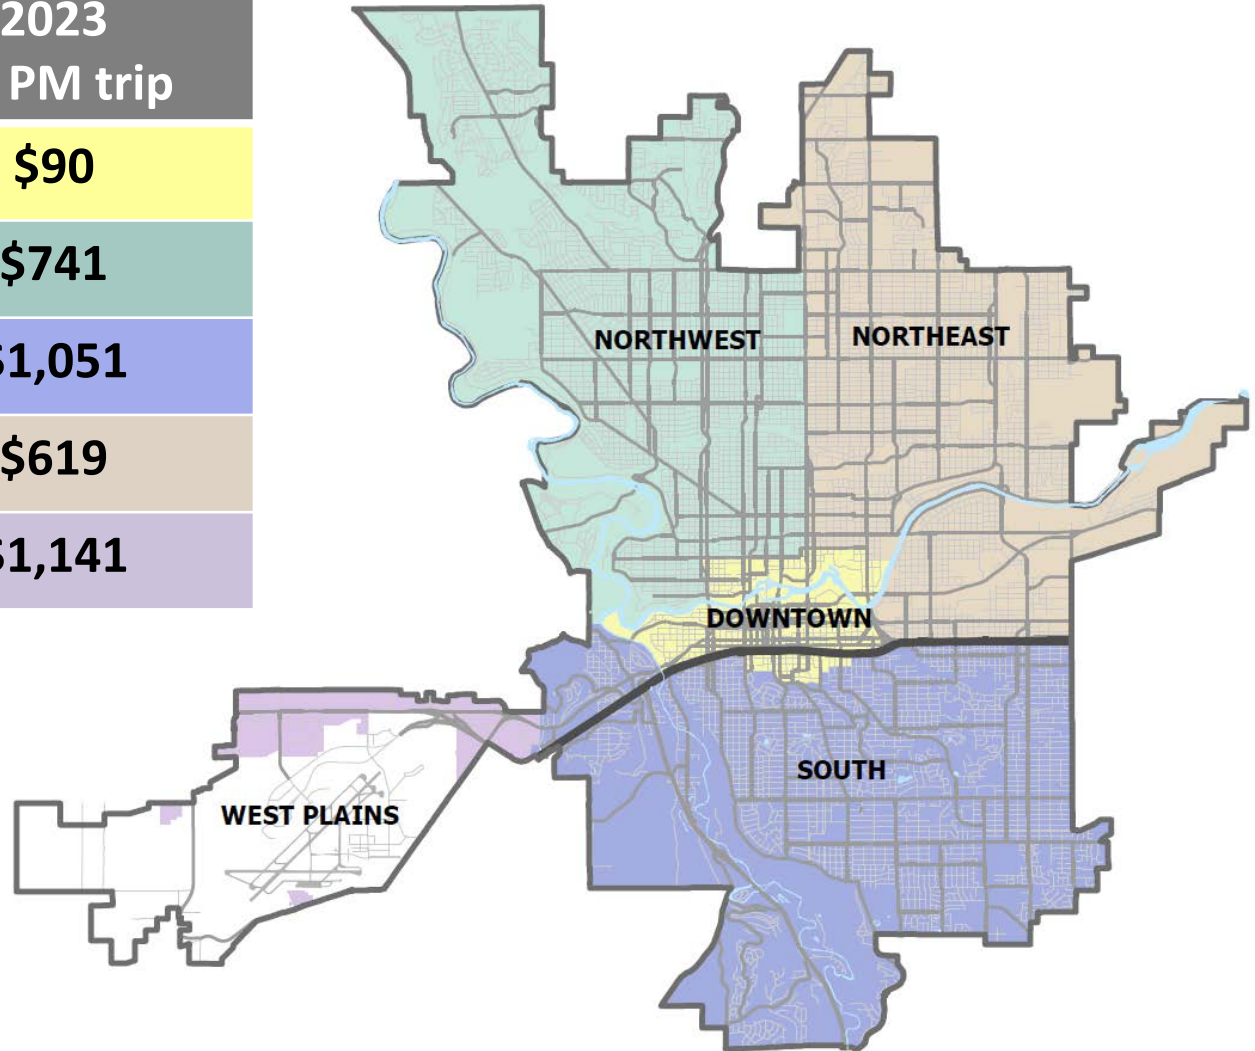 2023
PM trip
$90
$741
$1,051
$619
$1,141
NORTHWEST
NORTHEAST
DOWNTOWN
SOUTH
WEST PLAINS